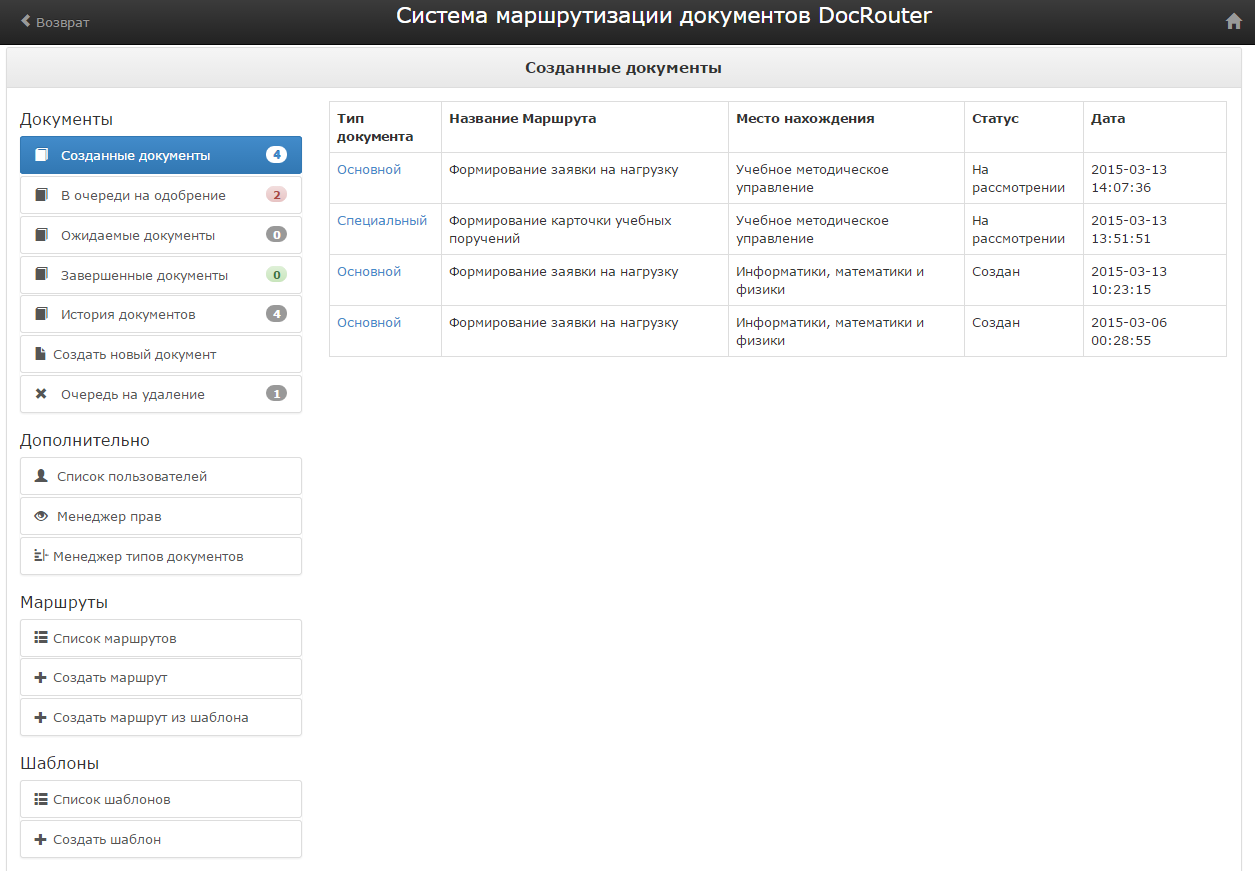 Возврат
Система маршрутизации документов DocRouter
Созданные документы
Документы
Созданные документы 4
В очереди на одобрение 2
Ожидаемые документы 0
Завершенные документы 0
История документов 4
Создать новый документ
Очередь на удаление 1
Дополнительно
Список пользователей
Менеджер прав
Менеджер типов документов
Маршруты
Список маршрутов
Создать маршрут
Создать маршрут из шаблона
Шаблоны
Список шаблонов
Создать шаблон
Тип Название Маршрута Место нахождения Статус Дата
документа
Основной Формирование заявки на нагрузку Учебное методическое На 2015-03-13
управление рассмотрении 14:07:36
Специальный Формирование карточки учебных Учебное методическое На 2015-03-13
поручений управление рассмотрении 13:51:51
Основной Формирование заявки на нагрузку Информатики, математики и Создан 2015-03-13
физики 10:23:15
Основной Формирование заявки на нагрузку Информатики, математики и Создан 2015-03-06
физики 00:28:55